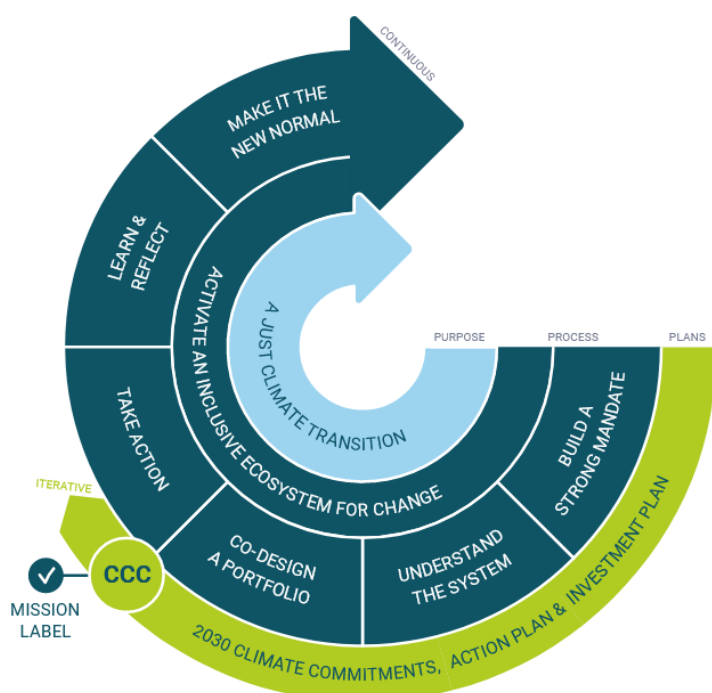 CONTINUOUS
MAKE IT THE
NEW NORMAL
LEARN &
REFLECT
ACTIVATE AN INCLUSIVE ECOSYSTEM FOR CHANGE
A JUST CLIMATE TRANSITION
PURPOSE
PROCESS
PLANS
BUILD A
STRONG MANDATE
TAKE ACTION
UNDERSTAND
THE SYSTEM
CO-DESIGN
A PORTFOLIO
ITERATIVE
CCC
MISSION
LABEL
2030 CLIMATE COMMITMENTS, ACTION PLAN & INVESTMENT PLAN